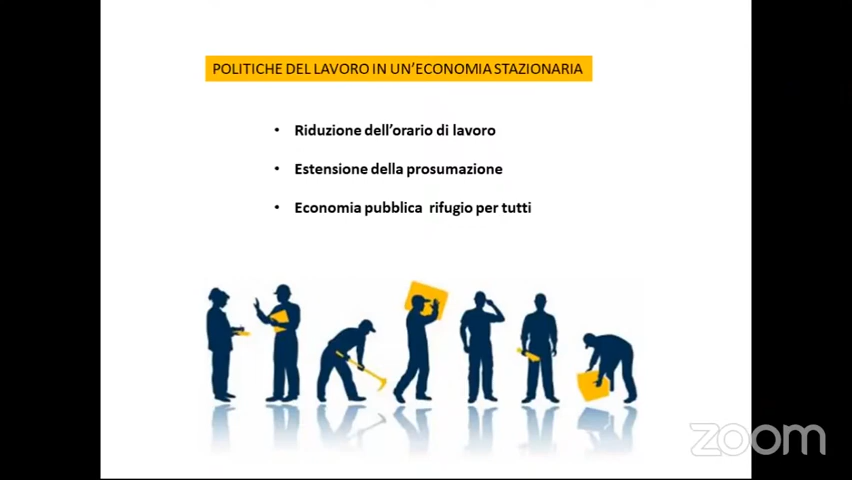 POLITICHE DEL LAVORO IN UN'ECONOMIA STAZIONARIA
• Riduzione dell'orario di lavoro
• Estensione della prosumazione
• Economia pubblica rifugio per tutti
zoom